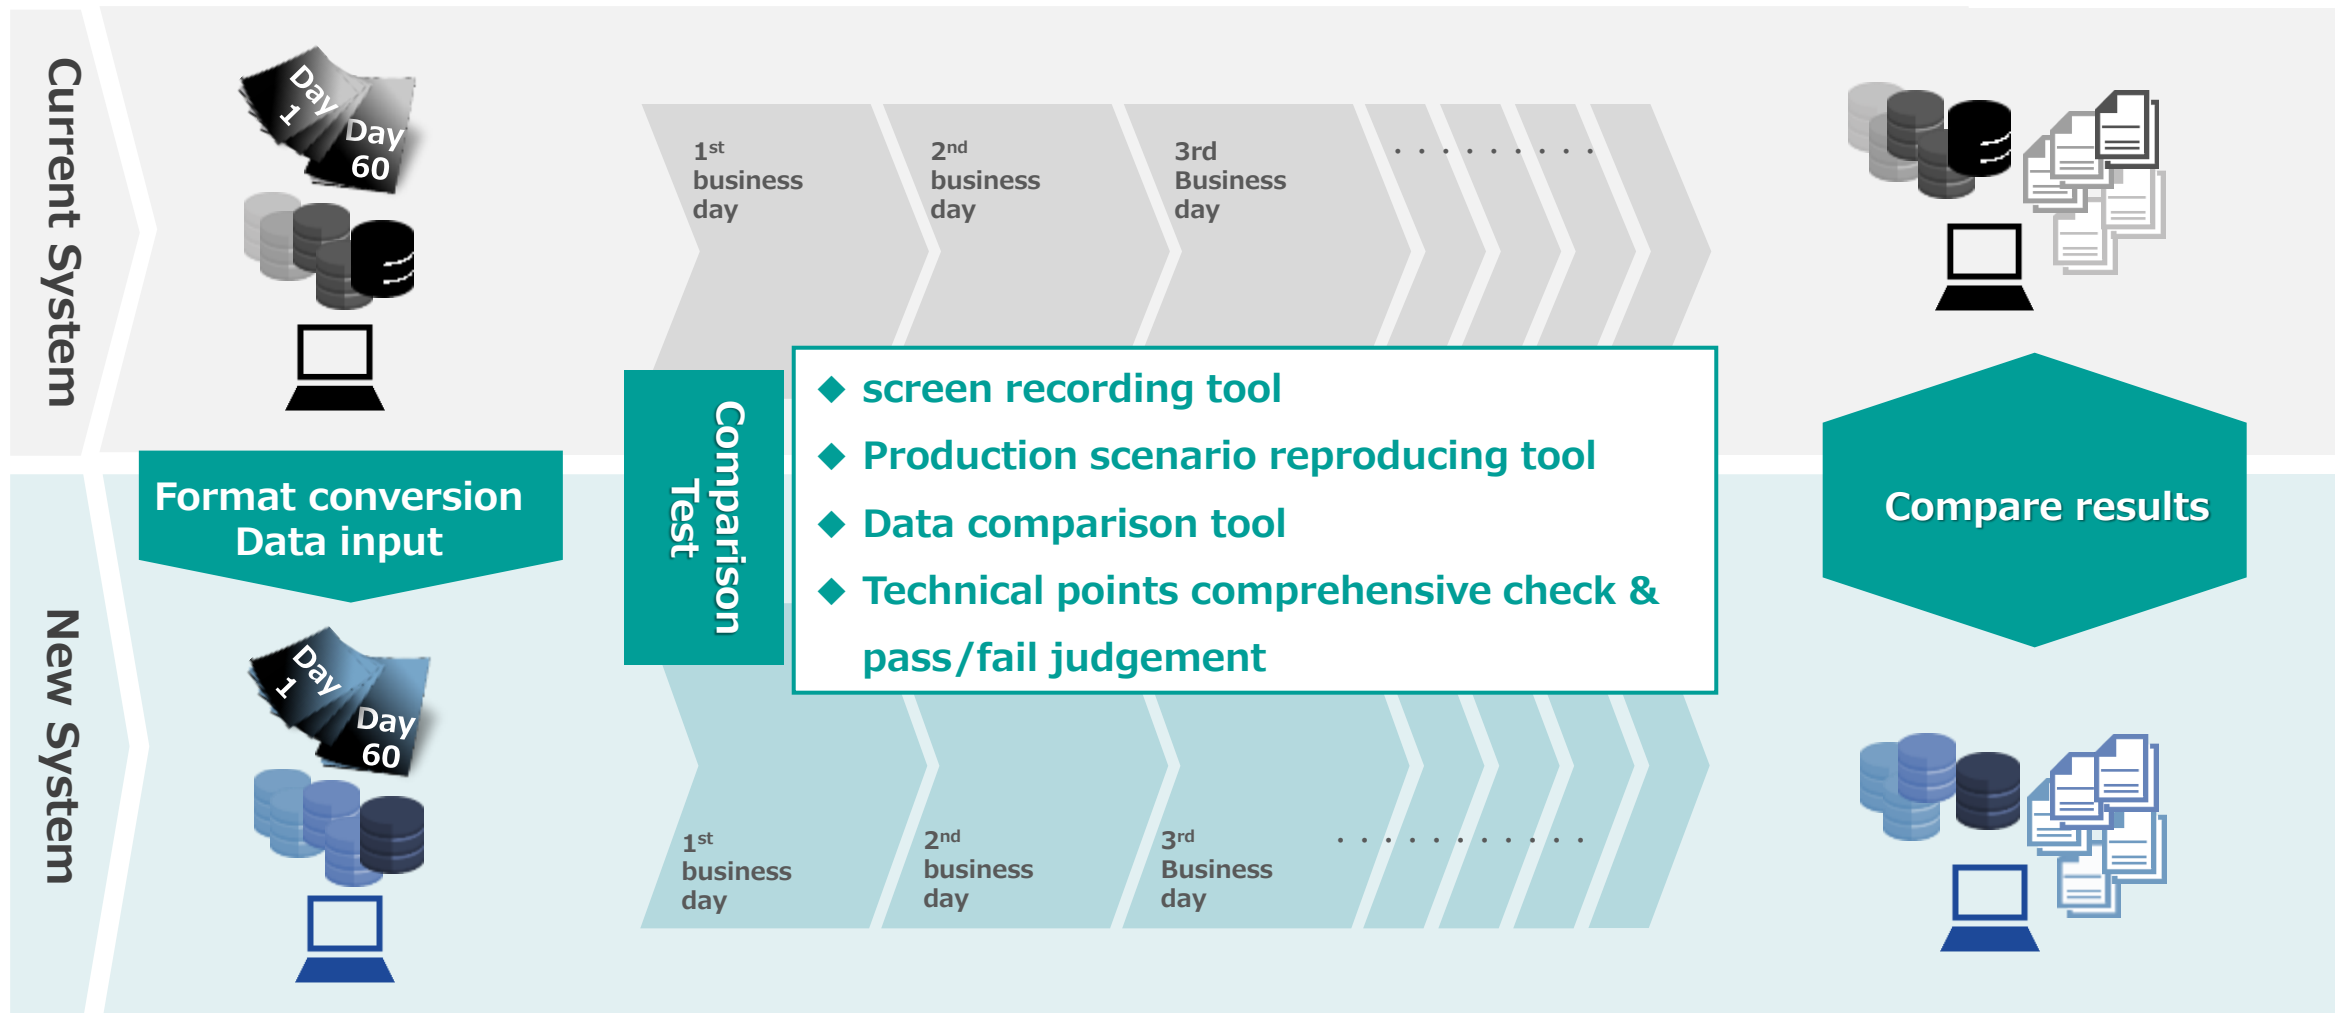 Current System
Day
1
Day
60
1st
business
day
2nd
business
day
3rd
Business
day
. . . . . . . . .
Format conversion
Data input
Comparison
Test
◆ screen recording tool
◆ Production scenario reproducing tool
◆ Data comparison tool
◆ Technical points comprehensive check &
pass/fail judgement
Compare results
New System
Day
1
Day
60
1st
business
day
2nd
business
day
3rd
Business
day
. . . . . . . . . . .